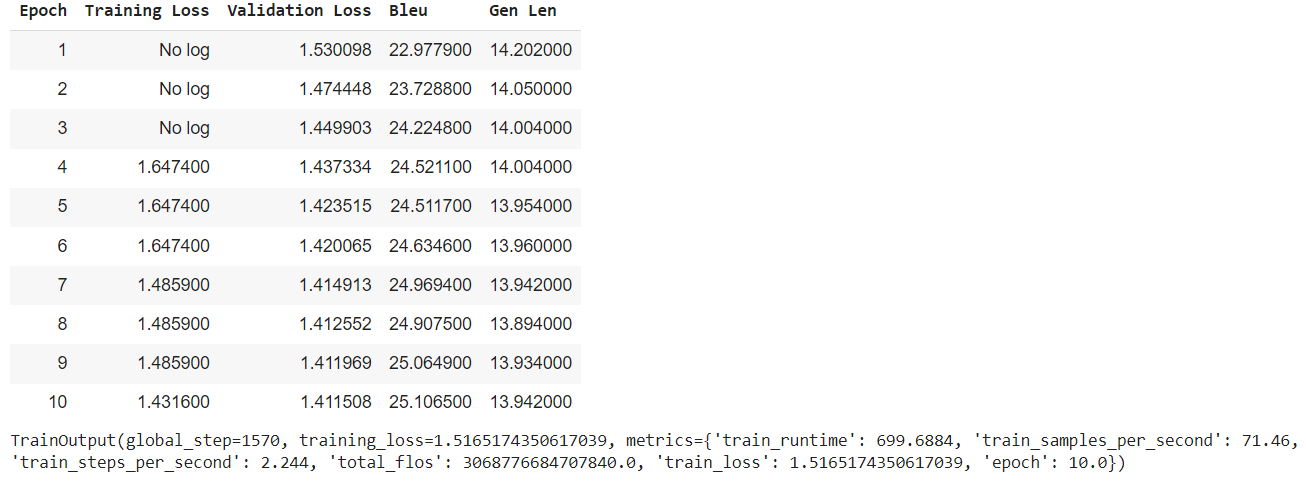 Epoch Training Loss Validation Loss Bleu Gen Len
1 No log 1.530098 22.977900 14.202000
2 No log 1.474448 23.728800 14.050000
3 No log 1.449903 24.224800 14.004000
4 1.647400 1.437334 24.521100 14.004000
5 1.647400 1.423515 24.511700 13.954000
6 1.647400 1.420065 24.634600 13.960000
7 1.485900 1.414913 24.969400 13.942000
8 1.485900 1.412552 24.907500 13.894000
9 1.485900 1.411969 25.064900 13.934000
10 1.431600 1.411508 25.106500 13.942000
TrainOutput(global_step=1570, training_loss=1.5165174350617039, metrics={'train_runtime': 699.6884, 'train_samples_per_second': 71.46,
'train_steps_per_second': 2.244, 'total_flos': 3068776684707840.0, 'train_loss': 1.5165174350617039, 'epoch': 10.0})